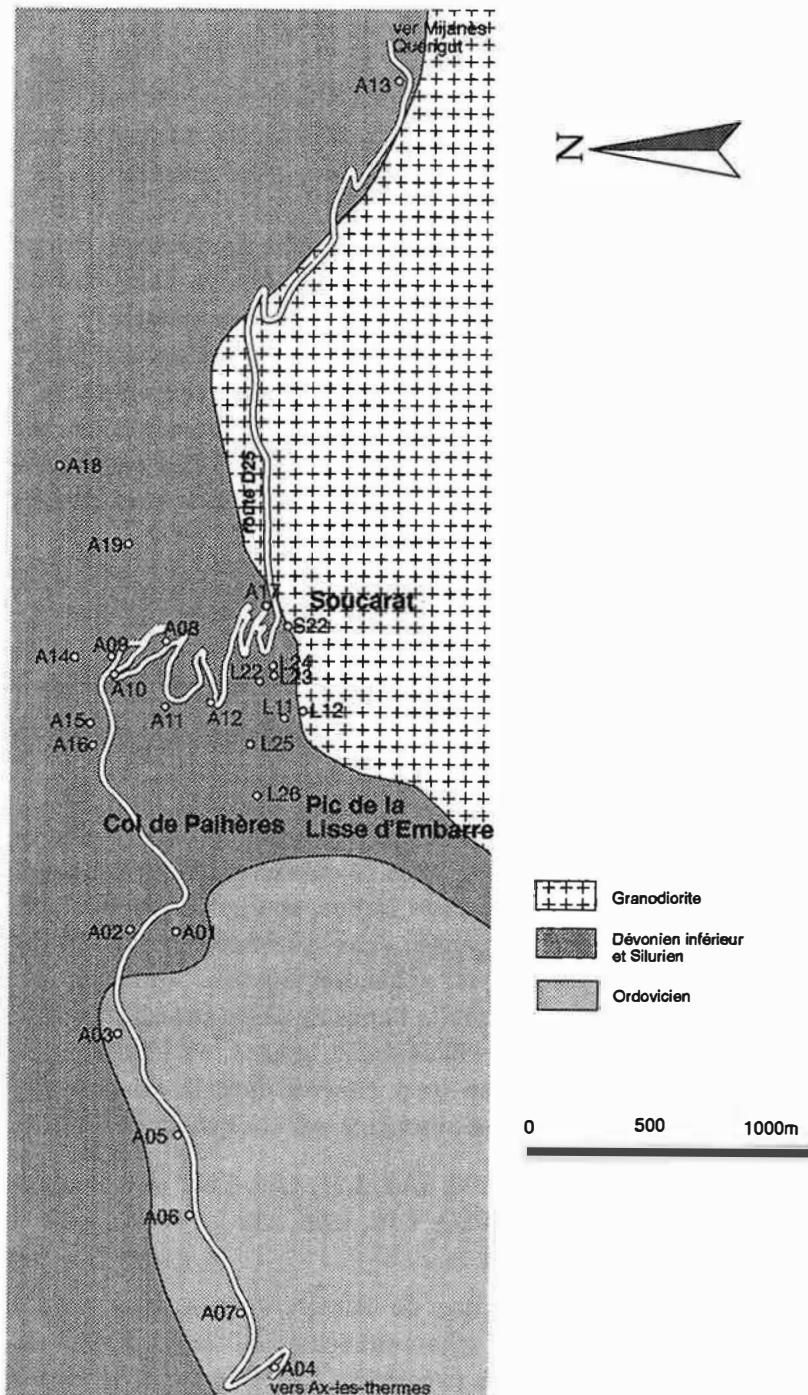 ver Mijanès
Querigut
A13
N
A18
route D25
A19
A17
Soucarat
S22
A08
A09
A14
L24
L22
L23
A10
A11
A12
L11
L12
A15
A16
L25
L26
Pic de la
Lisse d'Embarre
Col de Pailhères
A02
A01
Granodiorite
Dévonien inférieur
et Silurien
Ordovicien
A03
0 500 1000m
A05
A06
A07
A04
vers Ax-les-thermes